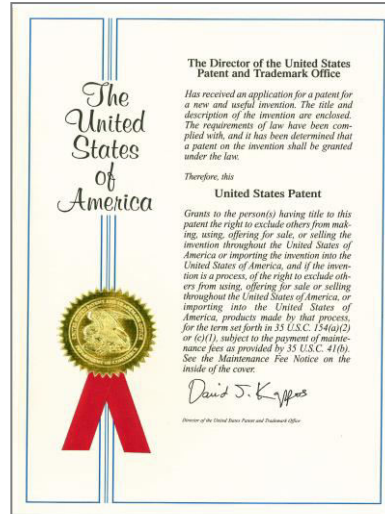 The
United
States
of
America
The Director of the United States
Patent and Trademark Office
Has received an application for a patent for
a new and useful invention. The title and
description of the invention are enclosed.
The requirements of law have been com-
plied with, and it has been determined that
a patent on the invention shall be granted
under the law.
Therefore, this
United States Patent
Grants to the person(s) having title to this
patent the right to exclude others from mak-
ing, using, offering for sale, or selling the
invention throughout the United States of
America or importing the invention into the
United States of America, and if the inven-
tion is a process, of the right to exclude oth-
ers from using, offering for sale or selling
throughout the United States of America, or
importing into the United States of
America, products made by that process,
for the term set forth in 35 U.S.C. 154(a)(2)
or (c)(1), subject to the payment of mainte-
nance fees as provided by 35 U.S.C. 41(b).
See the Maintenance Fee Notice on the
inside of the cover.
David J. Kappos
Director of the United States Patent and Trademark Office